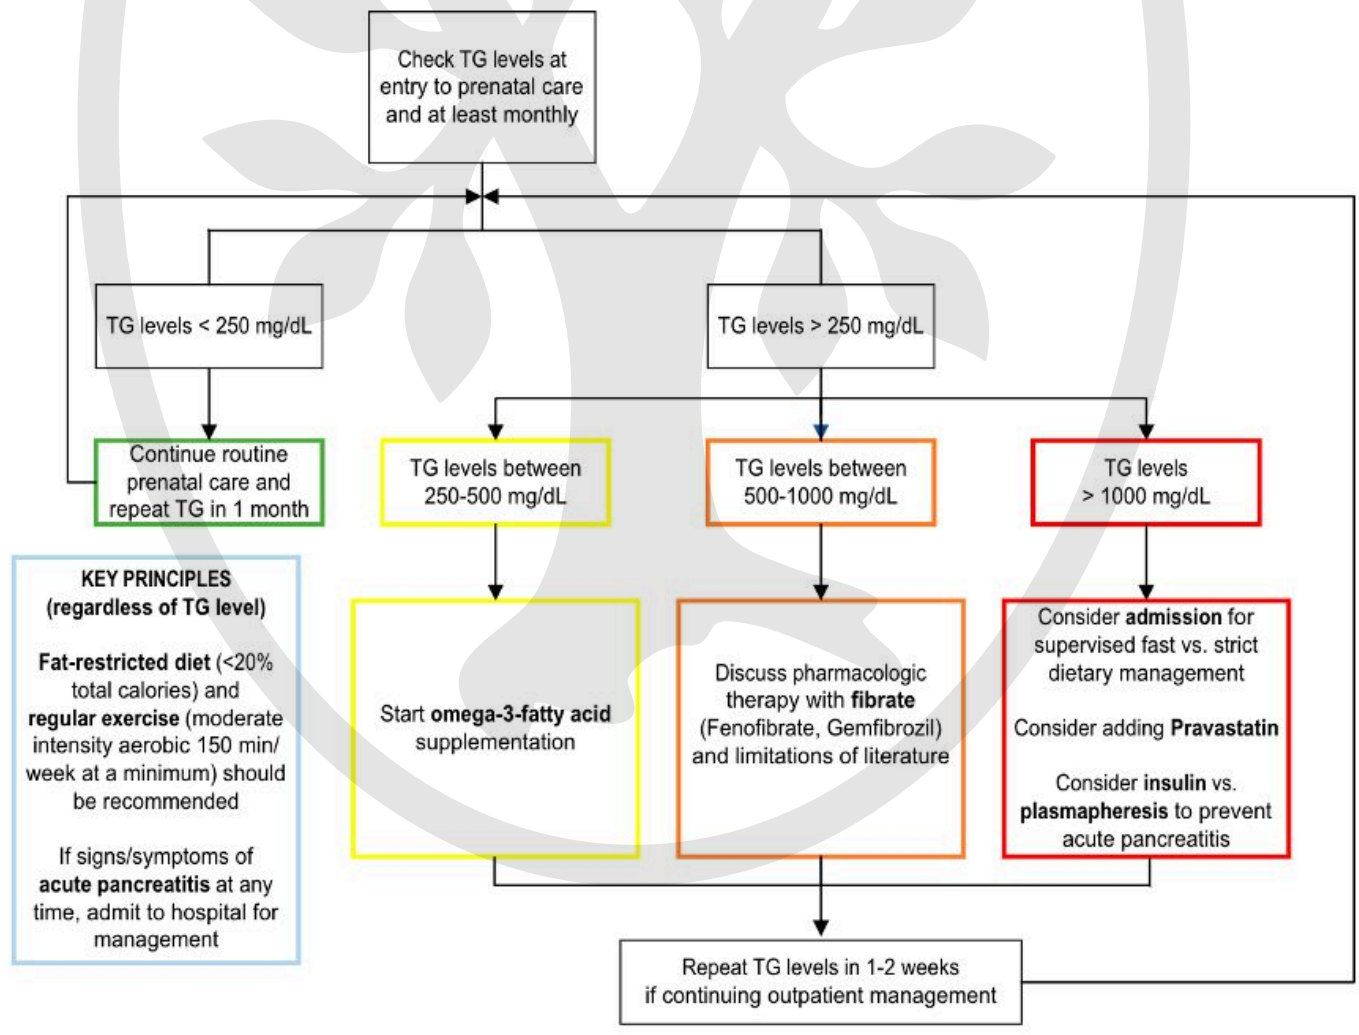 Check TG levels at
entry to prenatal care
and at least monthly
TG levels < 250 mg/dL
TG levels > 250 mg/dL
Continue routine
prenatal care and
repeat TG in 1 month
TG levels between
250-500 mg/dL
TG levels between
500-1000 mg/dL
TG levels
> 1000 mg/dL
KEY PRINCIPLES
(regardless of TG level)
Fat-restricted diet (<20%
total calories) and
regular exercise (moderate
intensity aerobic 150 min/
week at a minimum) should
be recommended
If signs/symptoms of
acute pancreatitis at any
time, admit to hospital for
management
Start omega-3-fatty acid
supplementation
Discuss pharmacologic
therapy with fibrate
(Fenofibrate, Gemfibrozil)
and limitations of literature
Consider admission for
supervised fast vs. strict
dietary management
Consider adding Pravastatin
Consider insulin vs.
plasmapheresis to prevent
acute pancreatitis
Repeat TG levels in 1-2 weeks
if continuing outpatient management